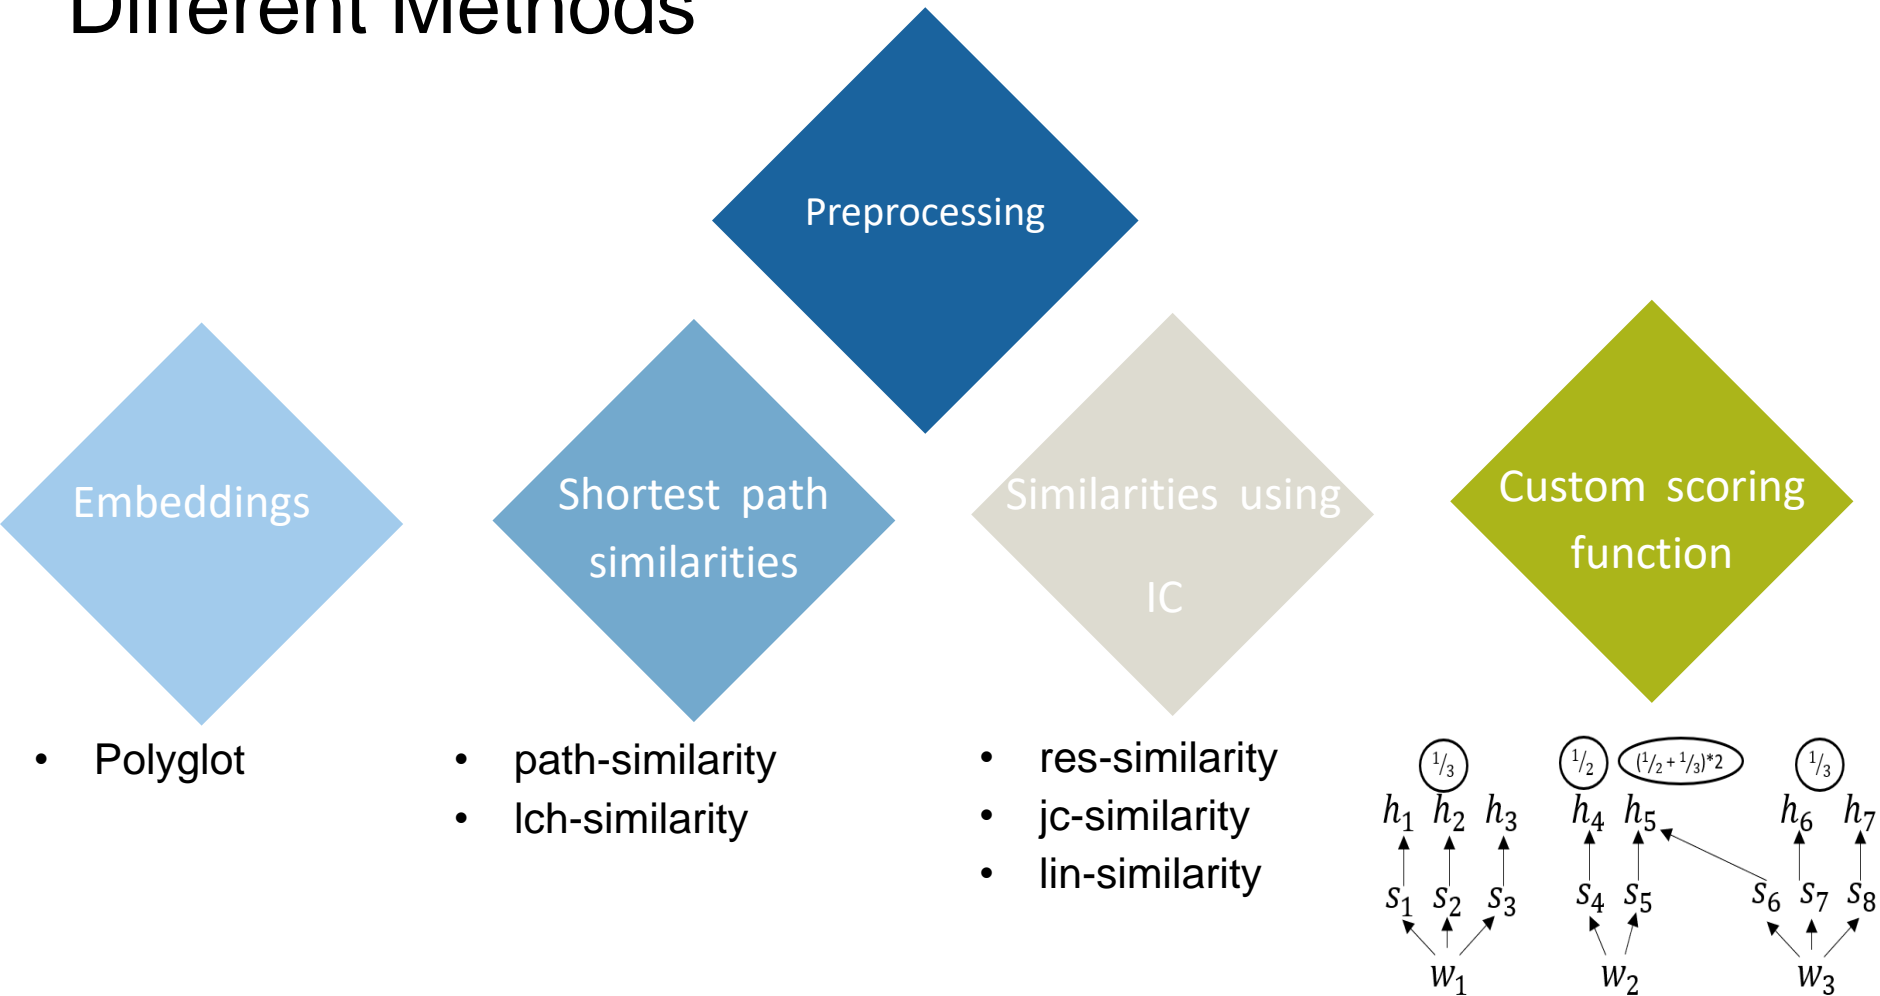 Different Methods
Preprocessing
Embeddings
Shortest path
similarities
Similarities using
IC
Custom scoring
function
• Polyglot
• path-similarity
• lch-similarity
• res-similarity
• jc-similarity
• lin-similarity
1/3 1/2 (1/2 + 1/3)*2 1/3
h1 h2 h3 h4 h5 h6 h7
s1 s2 s3 s4 s5 s6 s7 s8
w1 w2 w3